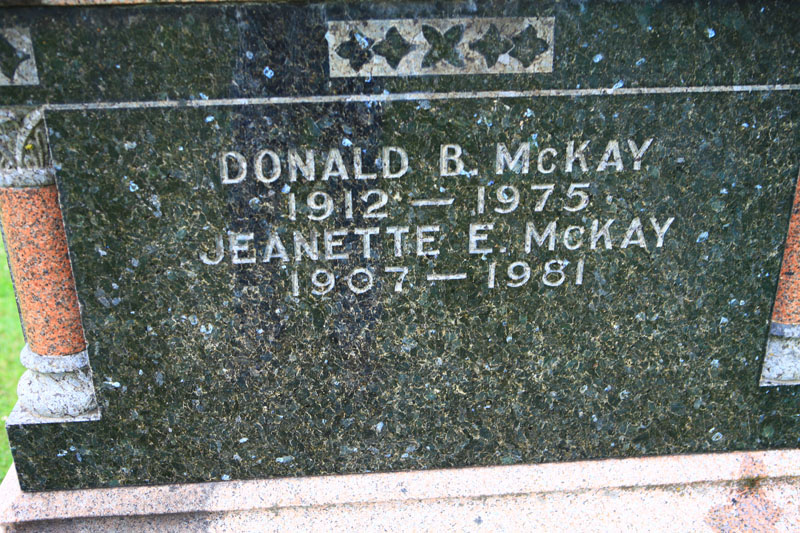 DONALD B. McKAY
1912 — 1975
JEANETTE E. McKAY
1907 — 1981